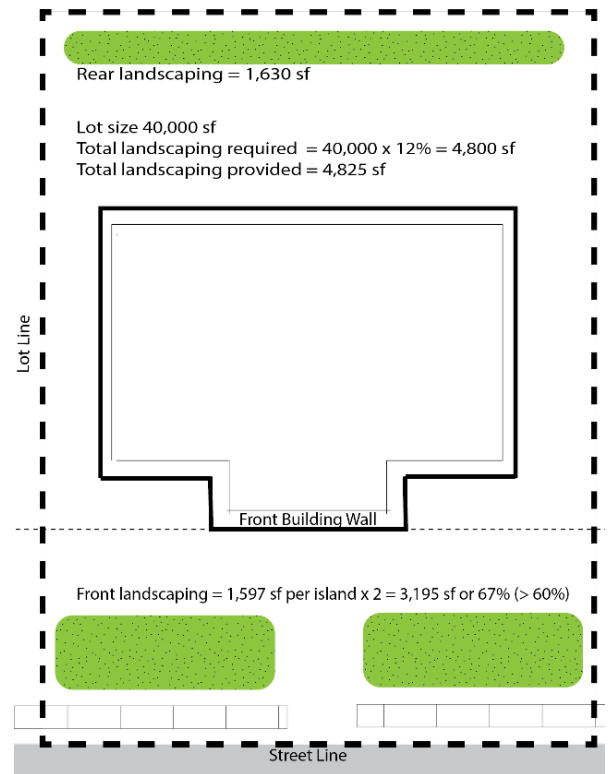 Rear landscaping = 1,630 sf
Lot size 40,000 sf
Total landscaping required = 40,000 x 12% = 4,800 sf
Total landscaping provided = 4,825 sf
Lot Line
Front Building Wall
Front landscaping = 1,597 sf per island x 2 = 3,195 sf or 67% (> 60%)
Street Line